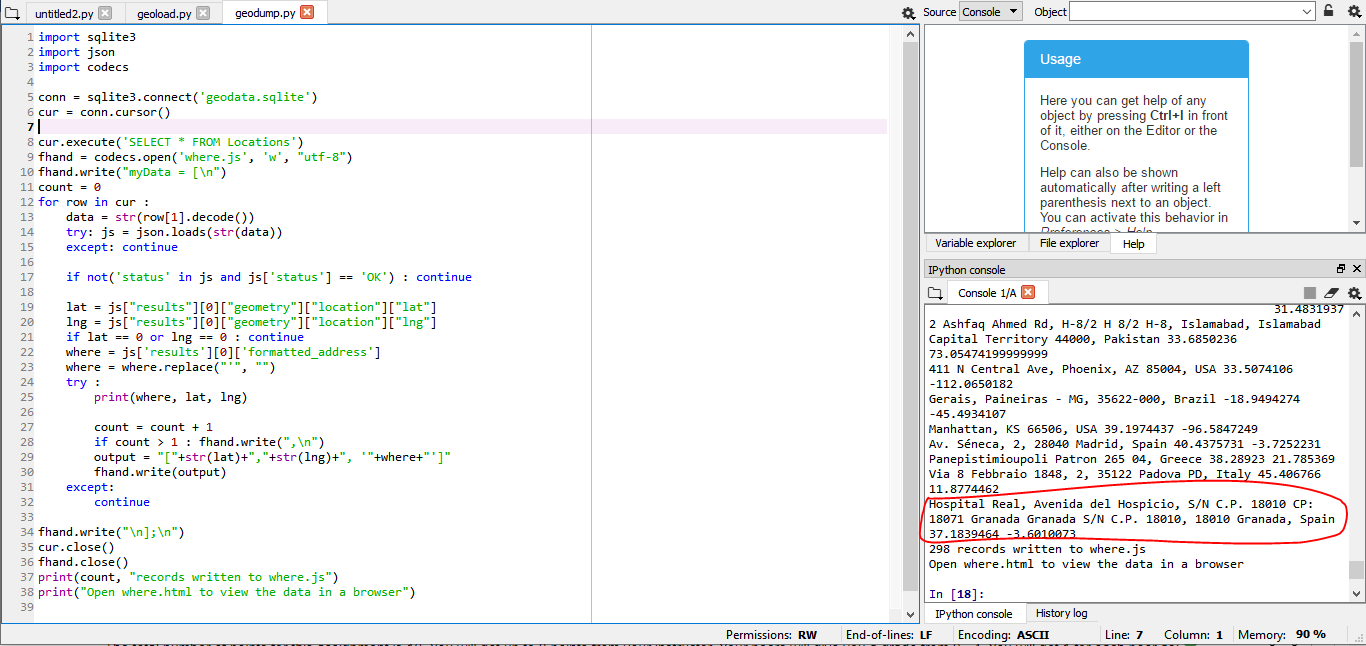 untitled2.py geoload.py geodump.py
Source Console Object
1 import sqlite3
2 import json
3 import codecs
4
5 conn = sqlite3.connect('geodata.sqlite')
6 cur = conn.cursor()
7
8 cur.execute('SELECT * FROM Locations')
9 fhand = codecs.open('where.js', 'w', "utf-8")
10 fhand.write("myData = [\n")
11 count = 0
12 for row in cur :
13     data = str(row[1].decode())
14     try: js = json.loads(str(data))
15     except: continue
16
17     if not('status' in js and js['status'] == 'OK') : continue
18
19     lat = js["results"][0]["geometry"]["location"]["lat"]
20     lng = js["results"][0]["geometry"]["location"]["lng"]
21     if lat == 0 or lng == 0 : continue
22     where = js['results'][0]['formatted_address']
23     where = where.replace("'", "")
24     try :
25         print(where, lat, lng)
26
27         count = count + 1
28         if count > 1 : fhand.write(",\n")
29         output = "["+str(lat)+","+str(lng)+", '"+where+"']"
30         fhand.write(output)
31     except:
32         continue
33
34 fhand.write("\n];\n")
35 cur.close()
36 fhand.close()
37 print(count, "records written to where.js")
38 print("Open where.html to view the data in a browser")
39
Usage
Here you can get help of any
object by pressing Ctrl+I in front
of it, either on the Editor or the
Console.
Help can also be shown
automatically after writing a left
parenthesis next to an object.
You can activate this behavior in
Preferences > Help.
Variable explorer File explorer Help
IPython console
Console 1/A
31.4831937
2 Ashfaq Ahmed Rd, H-8/2 H 8/2 H-8, Islamabad, Islamabad
Capital Territory 44000, Pakistan 33.6850236
73.05474199999999
411 N Central Ave, Phoenix, AZ 85004, USA 33.5074106
-112.0650182
Gerais, Paineiras - MG, 35622-000, Brazil -18.9494274
-45.4934107
Manhattan, KS 66506, USA 39.1974437 -96.5847249
Av. Séneca, 2, 28040 Madrid, Spain 40.4375731 -3.7252231
Panepistimioupoli Patron 265 04, Greece 38.28923 21.785369
Via 8 Febbraio 1848, 2, 35122 Padova PD, Italy 45.406766
11.8774462
Hospital Real, Avenida del Hospicio, S/N C.P. 18010 CP:
18071 Granada Granada S/N C.P. 18010, 18010 Granada, Spain
37.1839464 -3.6010073
298 records written to where.js
Open where.html to view the data in a browser
In [18]:
IPython console History log
Permissions: RW End-of-lines: LF Encoding: ASCII Line: 7 Column: 1 Memory: 90 %